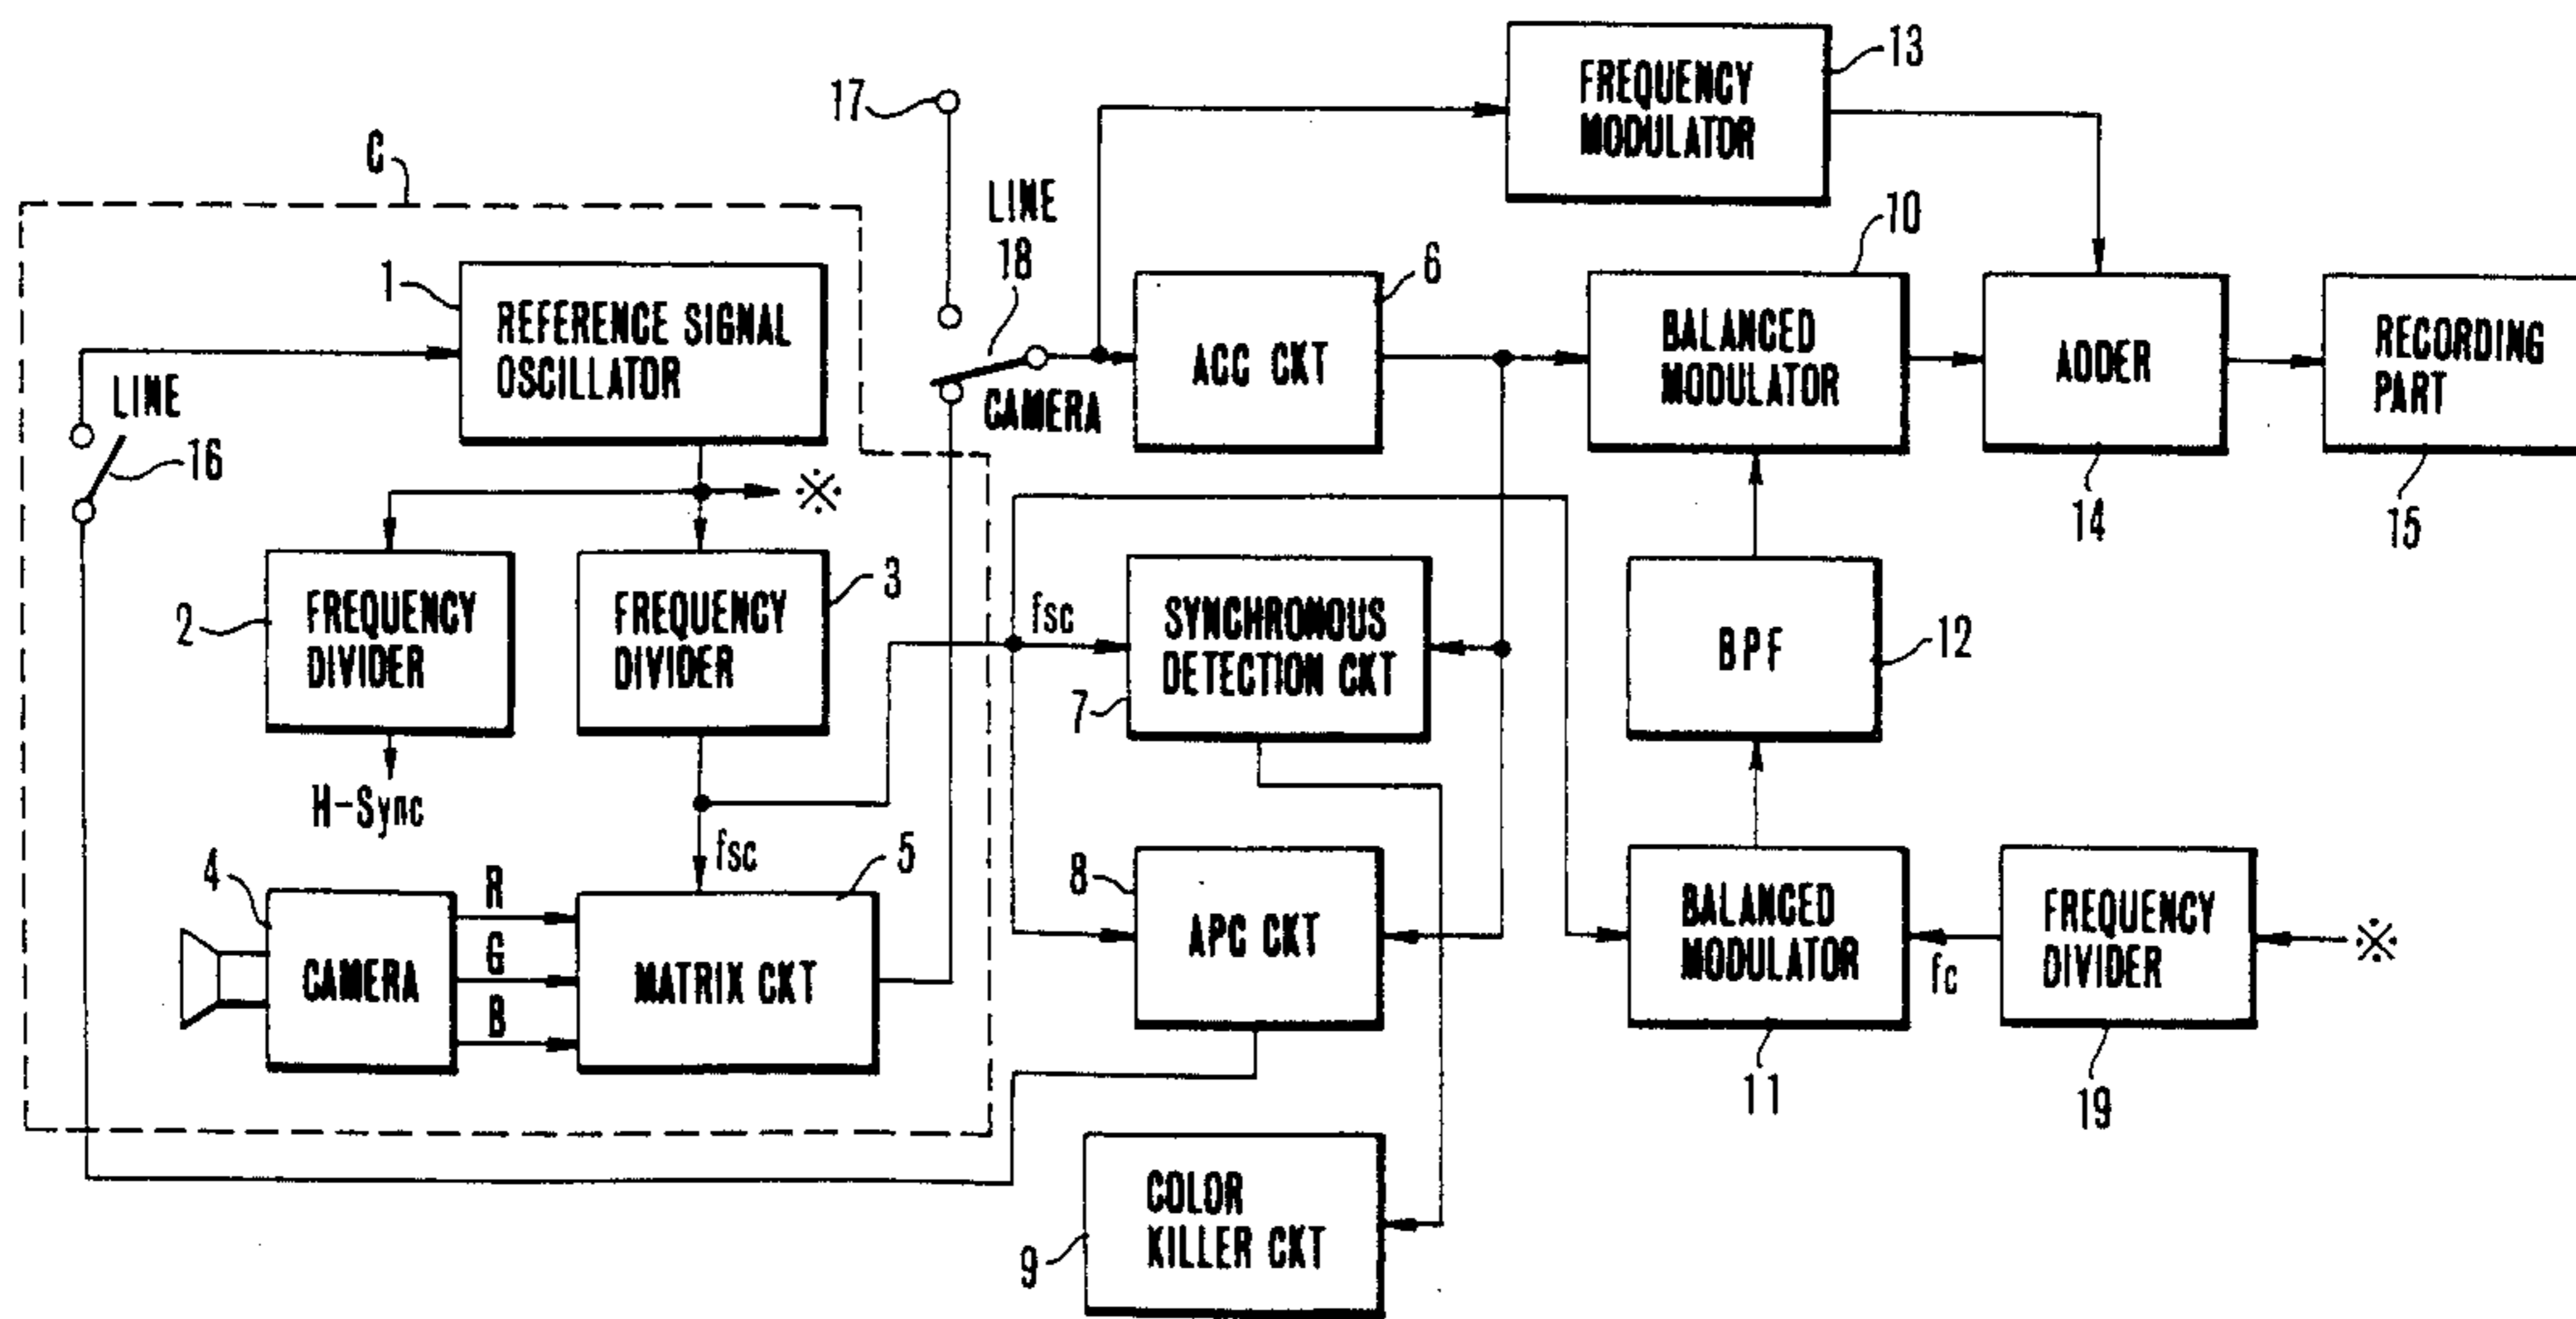 13
FREQUENCY
MODULATOR
17
C
LINE
18
10
6
1
REFERENCE SIGNAL
OSCILLATOR
ACC CKT
BALANCED
MODULATOR
ADDER
RECORDING
PART
LINE
16
CAMERA
※
14
15
2
FREQUENCY
DIVIDER
FREQUENCY
DIVIDER
3
fsc
SYNCHRONOUS
DETECTION CKT
7
BPF
12
H-Sync
fsc
4
CAMERA
R
G
B
5
MATRIX CKT
8
APC CKT
BALANCED
MODULATOR
fc
FREQUENCY
DIVIDER
※
11
19
COLOR
KILLER CKT
9